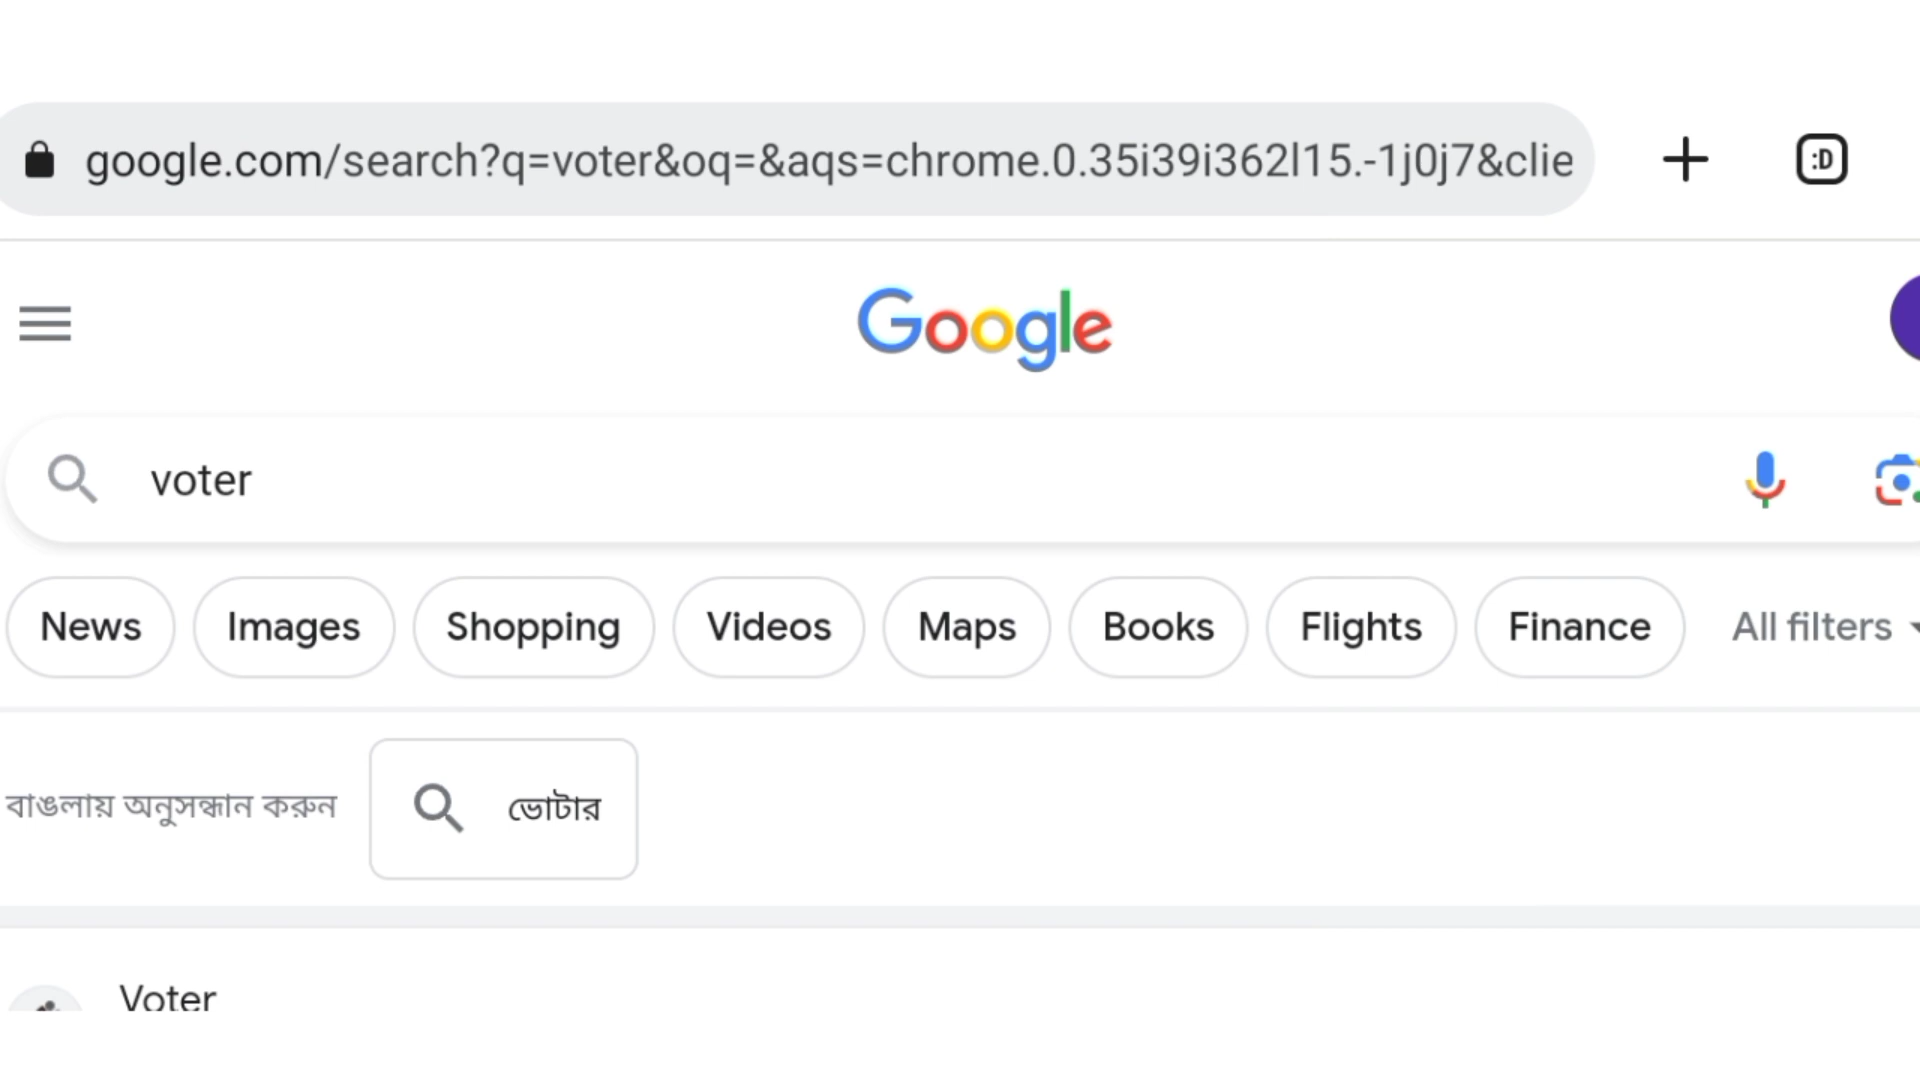 google.com/search?q=voter&oq=&aqs=chrome.0.35i39i362l15.-1j0j7&clie
:D
Google
voter
News Images Shopping Videos Maps Books Flights Finance All filters
বাঙলায় অনুসন্ধান করুন ভোটার
Voter